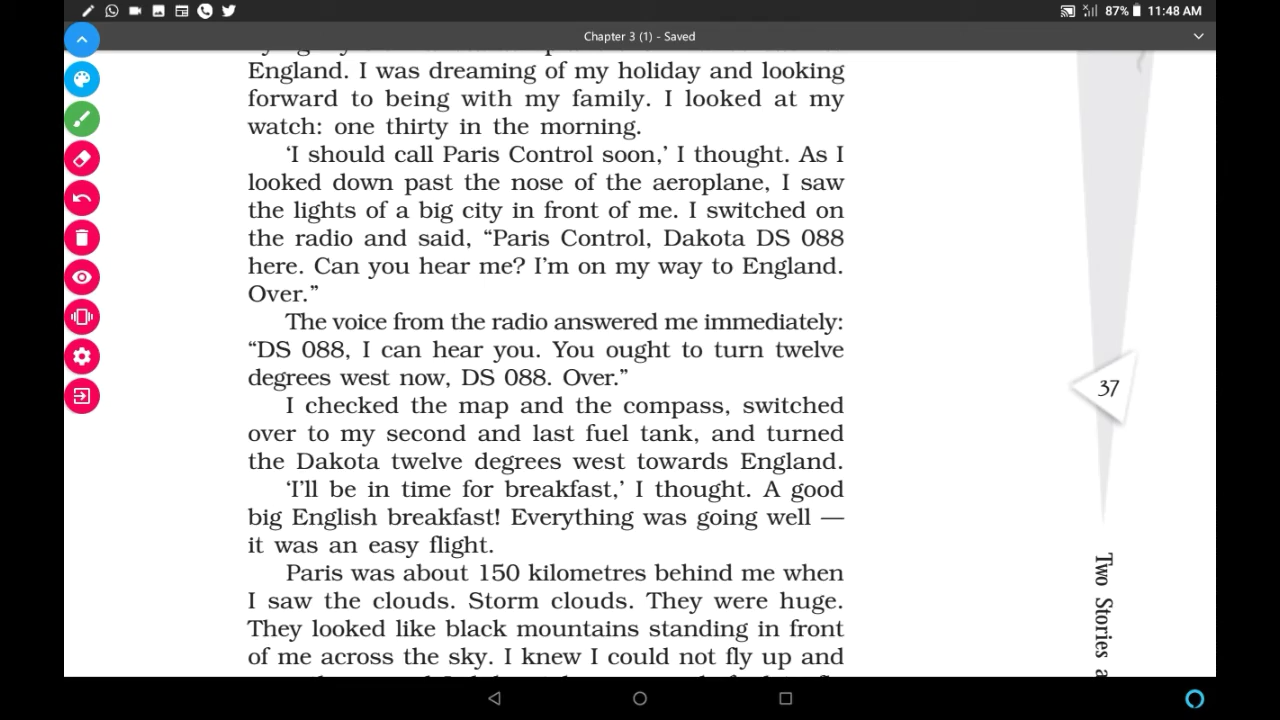 87% 11:48 AM
Chapter 3 (1) - Saved
England. I was dreaming of my holiday and looking
forward to being with my family. I looked at my
watch: one thirty in the morning.
‘I should call Paris Control soon,’ I thought. As I
looked down past the nose of the aeroplane, I saw
the lights of a big city in front of me. I switched on
the radio and said, “Paris Control, Dakota DS 088
here. Can you hear me? I’m on my way to England.
Over.”
The voice from the radio answered me immediately:
“DS 088, I can hear you. You ought to turn twelve
degrees west now, DS 088. Over.”
I checked the map and the compass, switched
over to my second and last fuel tank, and turned
the Dakota twelve degrees west towards England.
‘I’ll be in time for breakfast,’ I thought. A good
big English breakfast! Everything was going well —
it was an easy flight.
Paris was about 150 kilometres behind me when
I saw the clouds. Storm clouds. They were huge.
They looked like black mountains standing in front
of me across the sky. I knew I could not fly up and
37
Two Stories a